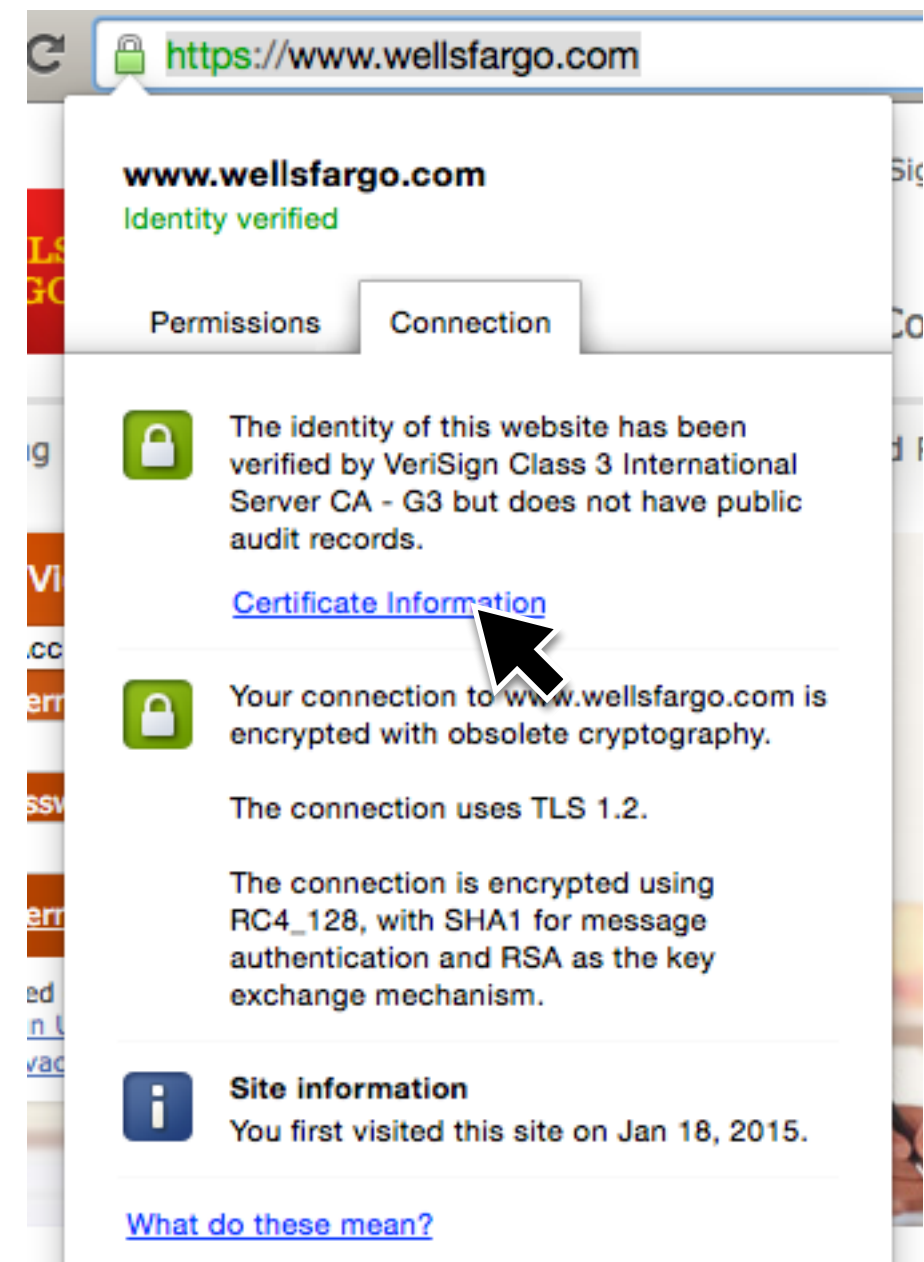 https://www.wellsfargo.com
www.wellsfargo.com
Identity verified
Permissions
Connection
The identity of this website has been
verified by VeriSign Class 3 International
Server CA - G3 but does not have public
audit records.
Certificate Information
Your connection to www.wellsfargo.com is
encrypted with obsolete cryptography.
The connection uses TLS 1.2.
The connection is encrypted using
RC4_128, with SHA1 for message
authentication and RSA as the key
exchange mechanism.
Site information
You first visited this site on Jan 18, 2015.
What do these mean?